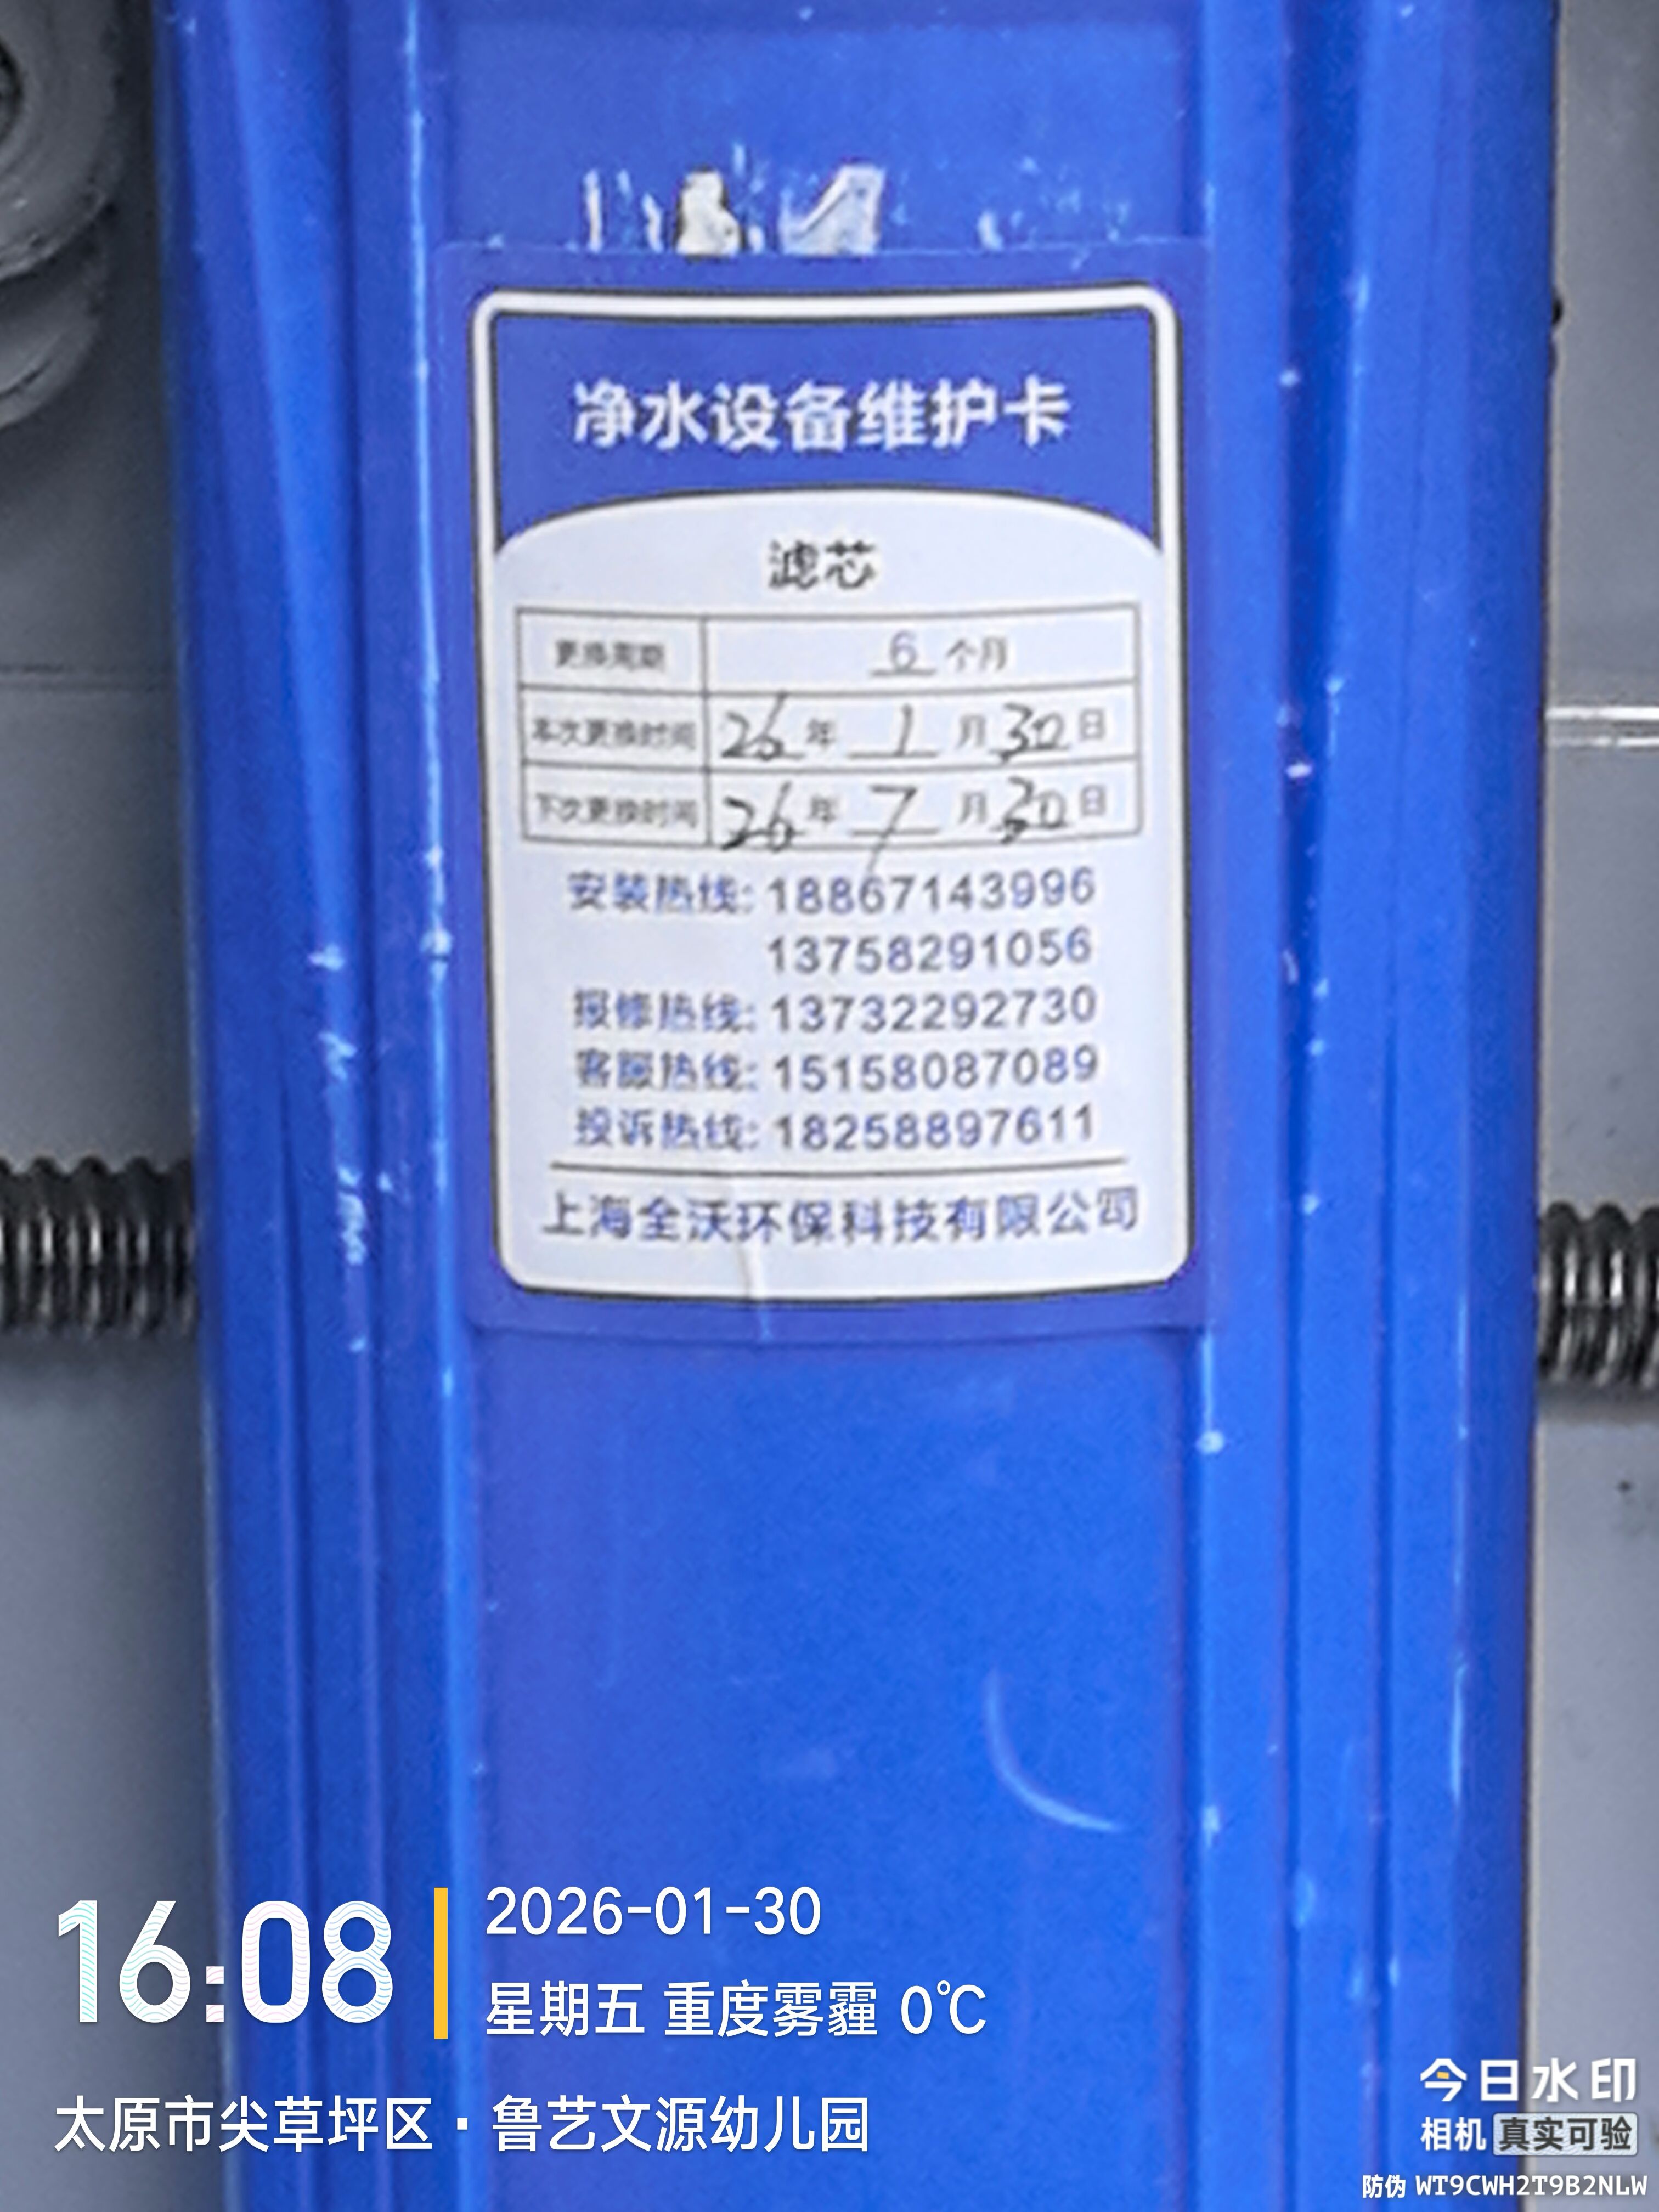 净水设备维护卡
滤芯
更换周期 6 个月
本次更换时间 26 年 1 月 30 日
下次更换时间 26 年 7 月 30 日
安装热线: 18867143996
13758291056
报修热线: 13732292730
客服热线: 15158087089
投诉热线: 18258897611
上海全沃环保科技有限公司
16:08
2026-01-30
星期五 重度雾霾 0℃
太原市尖草坪区·鲁艺文源幼儿园
今日水印
相机 真实可验
防伪 WT9CWH2T9B2NLW